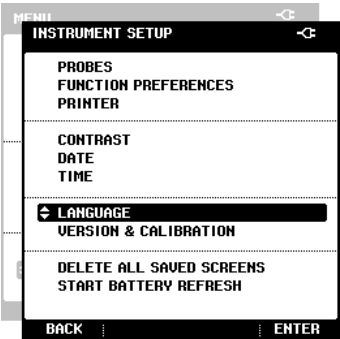 MENU
INSTRUMENT SETUP
PROBES
FUNCTION PREFERENCES
PRINTER
CONTRAST
DATE
TIME
LANGUAGE
VERSION & CALIBRATION
DELETE ALL SAVED SCREENS
START BATTERY REFRESH
BACK ENTER